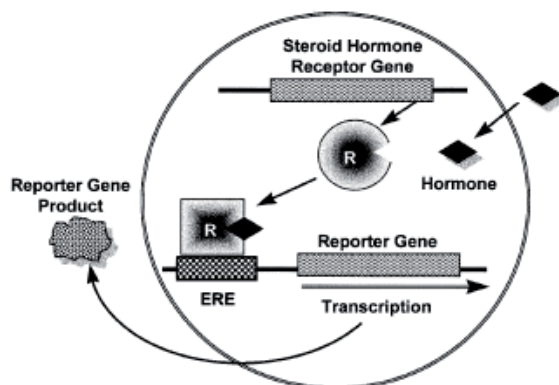 Steroid Hormone
Receptor Gene
R
Hormone
Reporter Gene
Product
R
Reporter Gene
ERE
Transcription